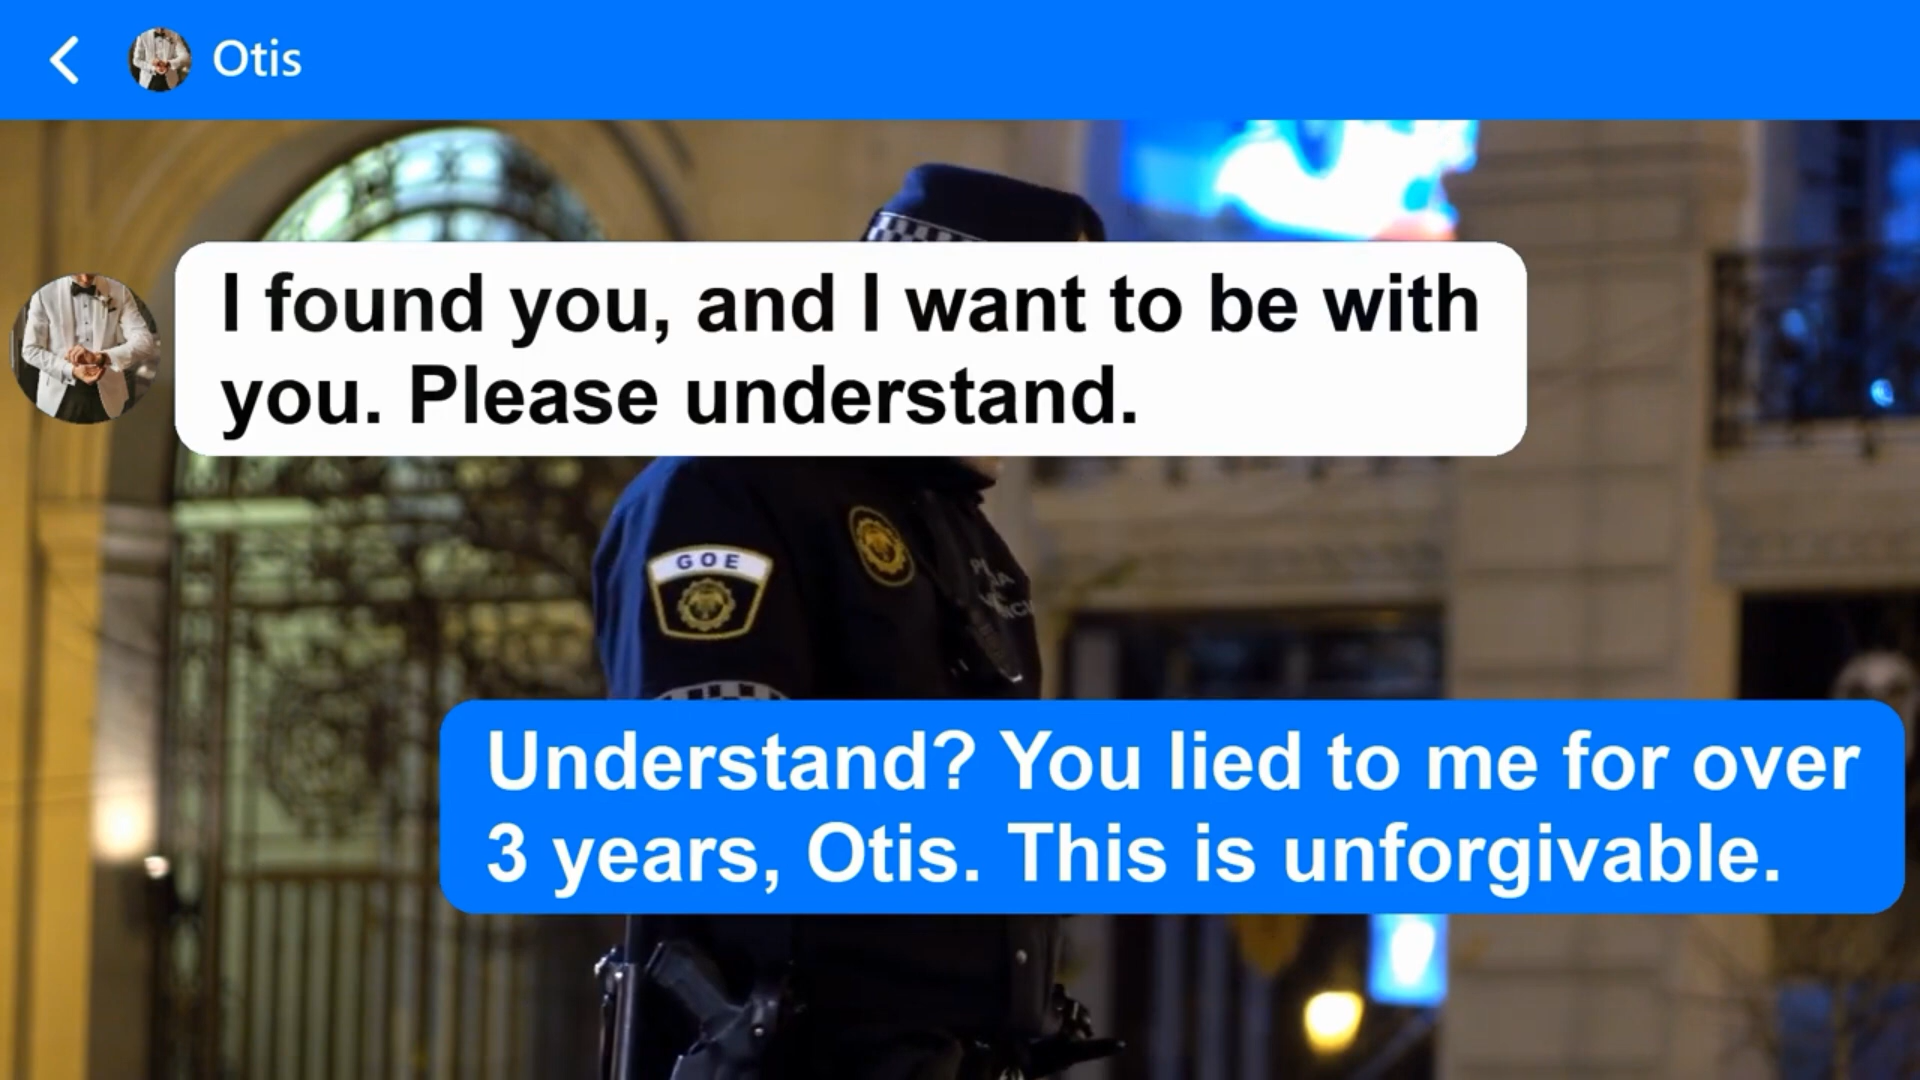 Otis
I found you, and I want to be with
you. Please understand.
GOE
Understand? You lied to me for over
3 years, Otis. This is unforgivable.